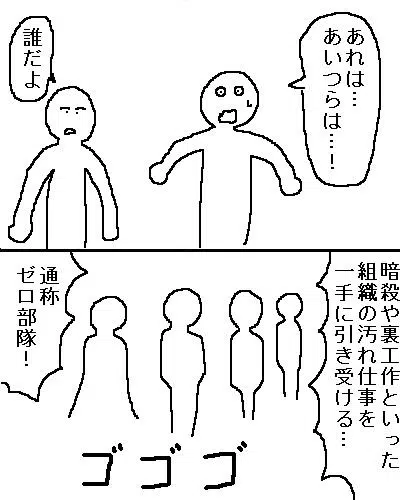 あれは…
あいつらは…!
誰だよ
暗殺や裏工作といった
組織の汚れ仕事を
一手に引き受ける…
通称
ゼロ部隊!
ゴゴゴ